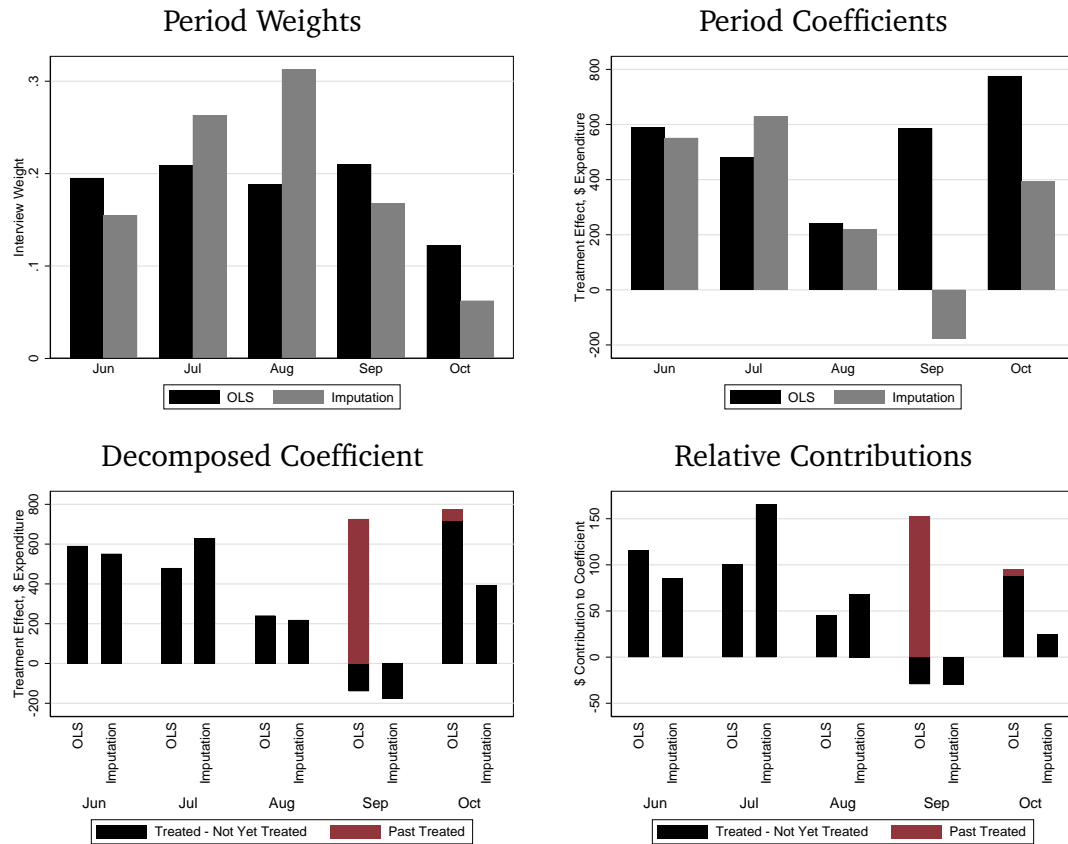 Period Weights
Interview Weight
0 .1 .2 .3
Jun Jul Aug Sep Oct
OLS Imputation
Period Coefficients
Treatment Effect, $ Expenditure
-200 0 200 400 600 800
Jun Jul Aug Sep Oct
OLS Imputation
Decomposed Coefficient
Treatment Effect, $ Expenditure
-200 0 200 400 600 800
OLS Imputation OLS Imputation OLS Imputation OLS Imputation OLS Imputation
Jun Jul Aug Sep Oct
Treated - Not Yet Treated Past Treated
Relative Contributions
$ Contribution to Coefficient
-50 0 50 100 150
OLS Imputation OLS Imputation OLS Imputation OLS Imputation OLS Imputation
Jun Jul Aug Sep Oct
Treated - Not Yet Treated Past Treated